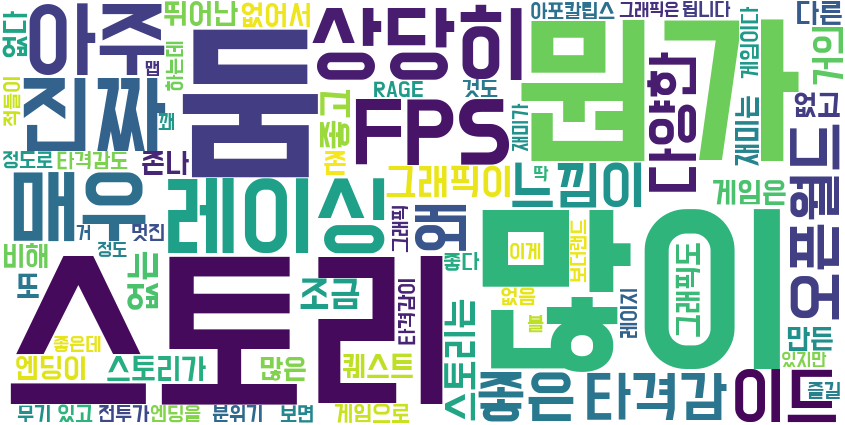 없다
아주
뛰어난
없어서
둠
상당히
아포칼립스
그래픽은
됩니다
다른
뭔가
게임이다
거의
맵
하는데
적들이
진짜
꽤
RAGE
것도
좋고
FPS
재미가
다양한
재미는
없고
정도로
타격감도
존나
존
그래픽이
느낌이
딱
게임은
오픈월드
매우
레이싱
왜
그래픽
거
멋진
정도
비해
또
스토리
많이
이게
보더랜드
그래픽도
좋다
없음
조금
타격감이
스토리는
레이지
볼
만든
있지만
좋은데
엔딩이
스토리가
많은
퀘스트
좋은
타격감
이드
즐길
무기
있고
전투가
엔딩을
분위기
보면
게임으로